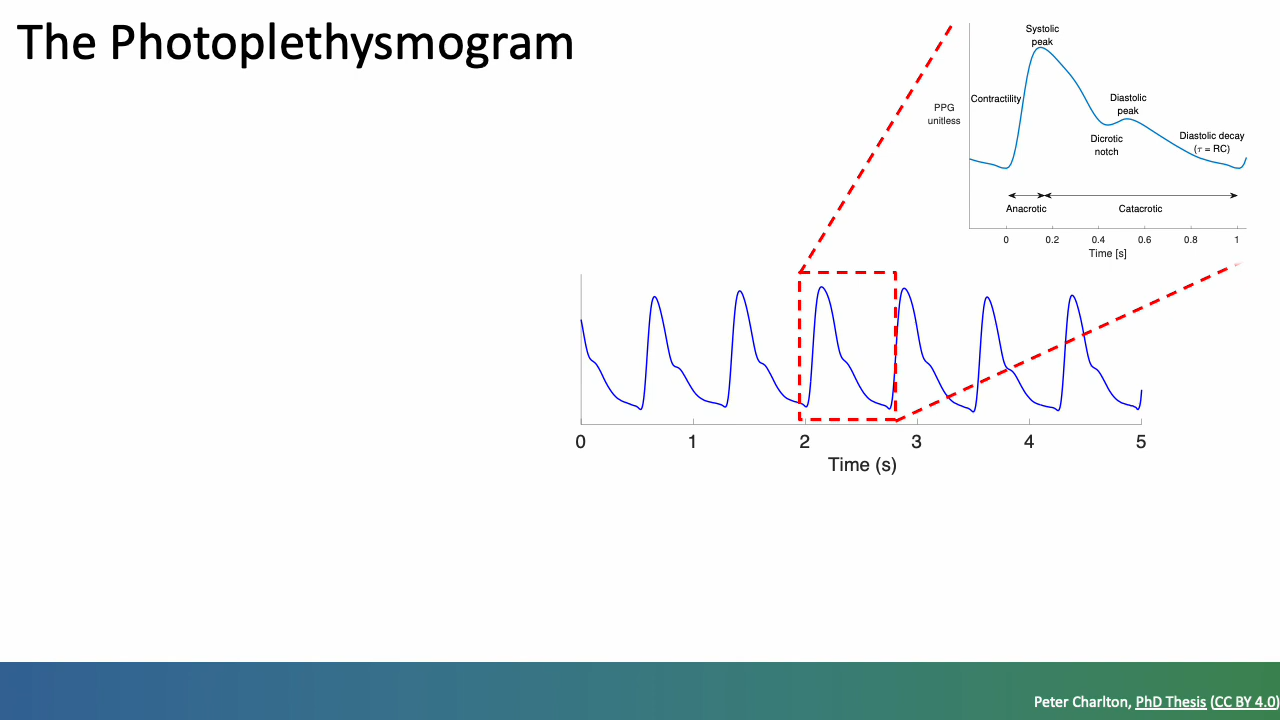 The Photoplethysmogram
Systolic
peak
Contractility
PPG
unitless
Diastolic
peak
Dicrotic
notch
Diastolic decay
(τ = RC)
Anacrotic
Catacrotic
0 0.2 0.4 0.6 0.8 1
Time [s]
0 1 2 3 4 5
Time (s)
Peter Charlton, PhD Thesis (CC BY 4.0)